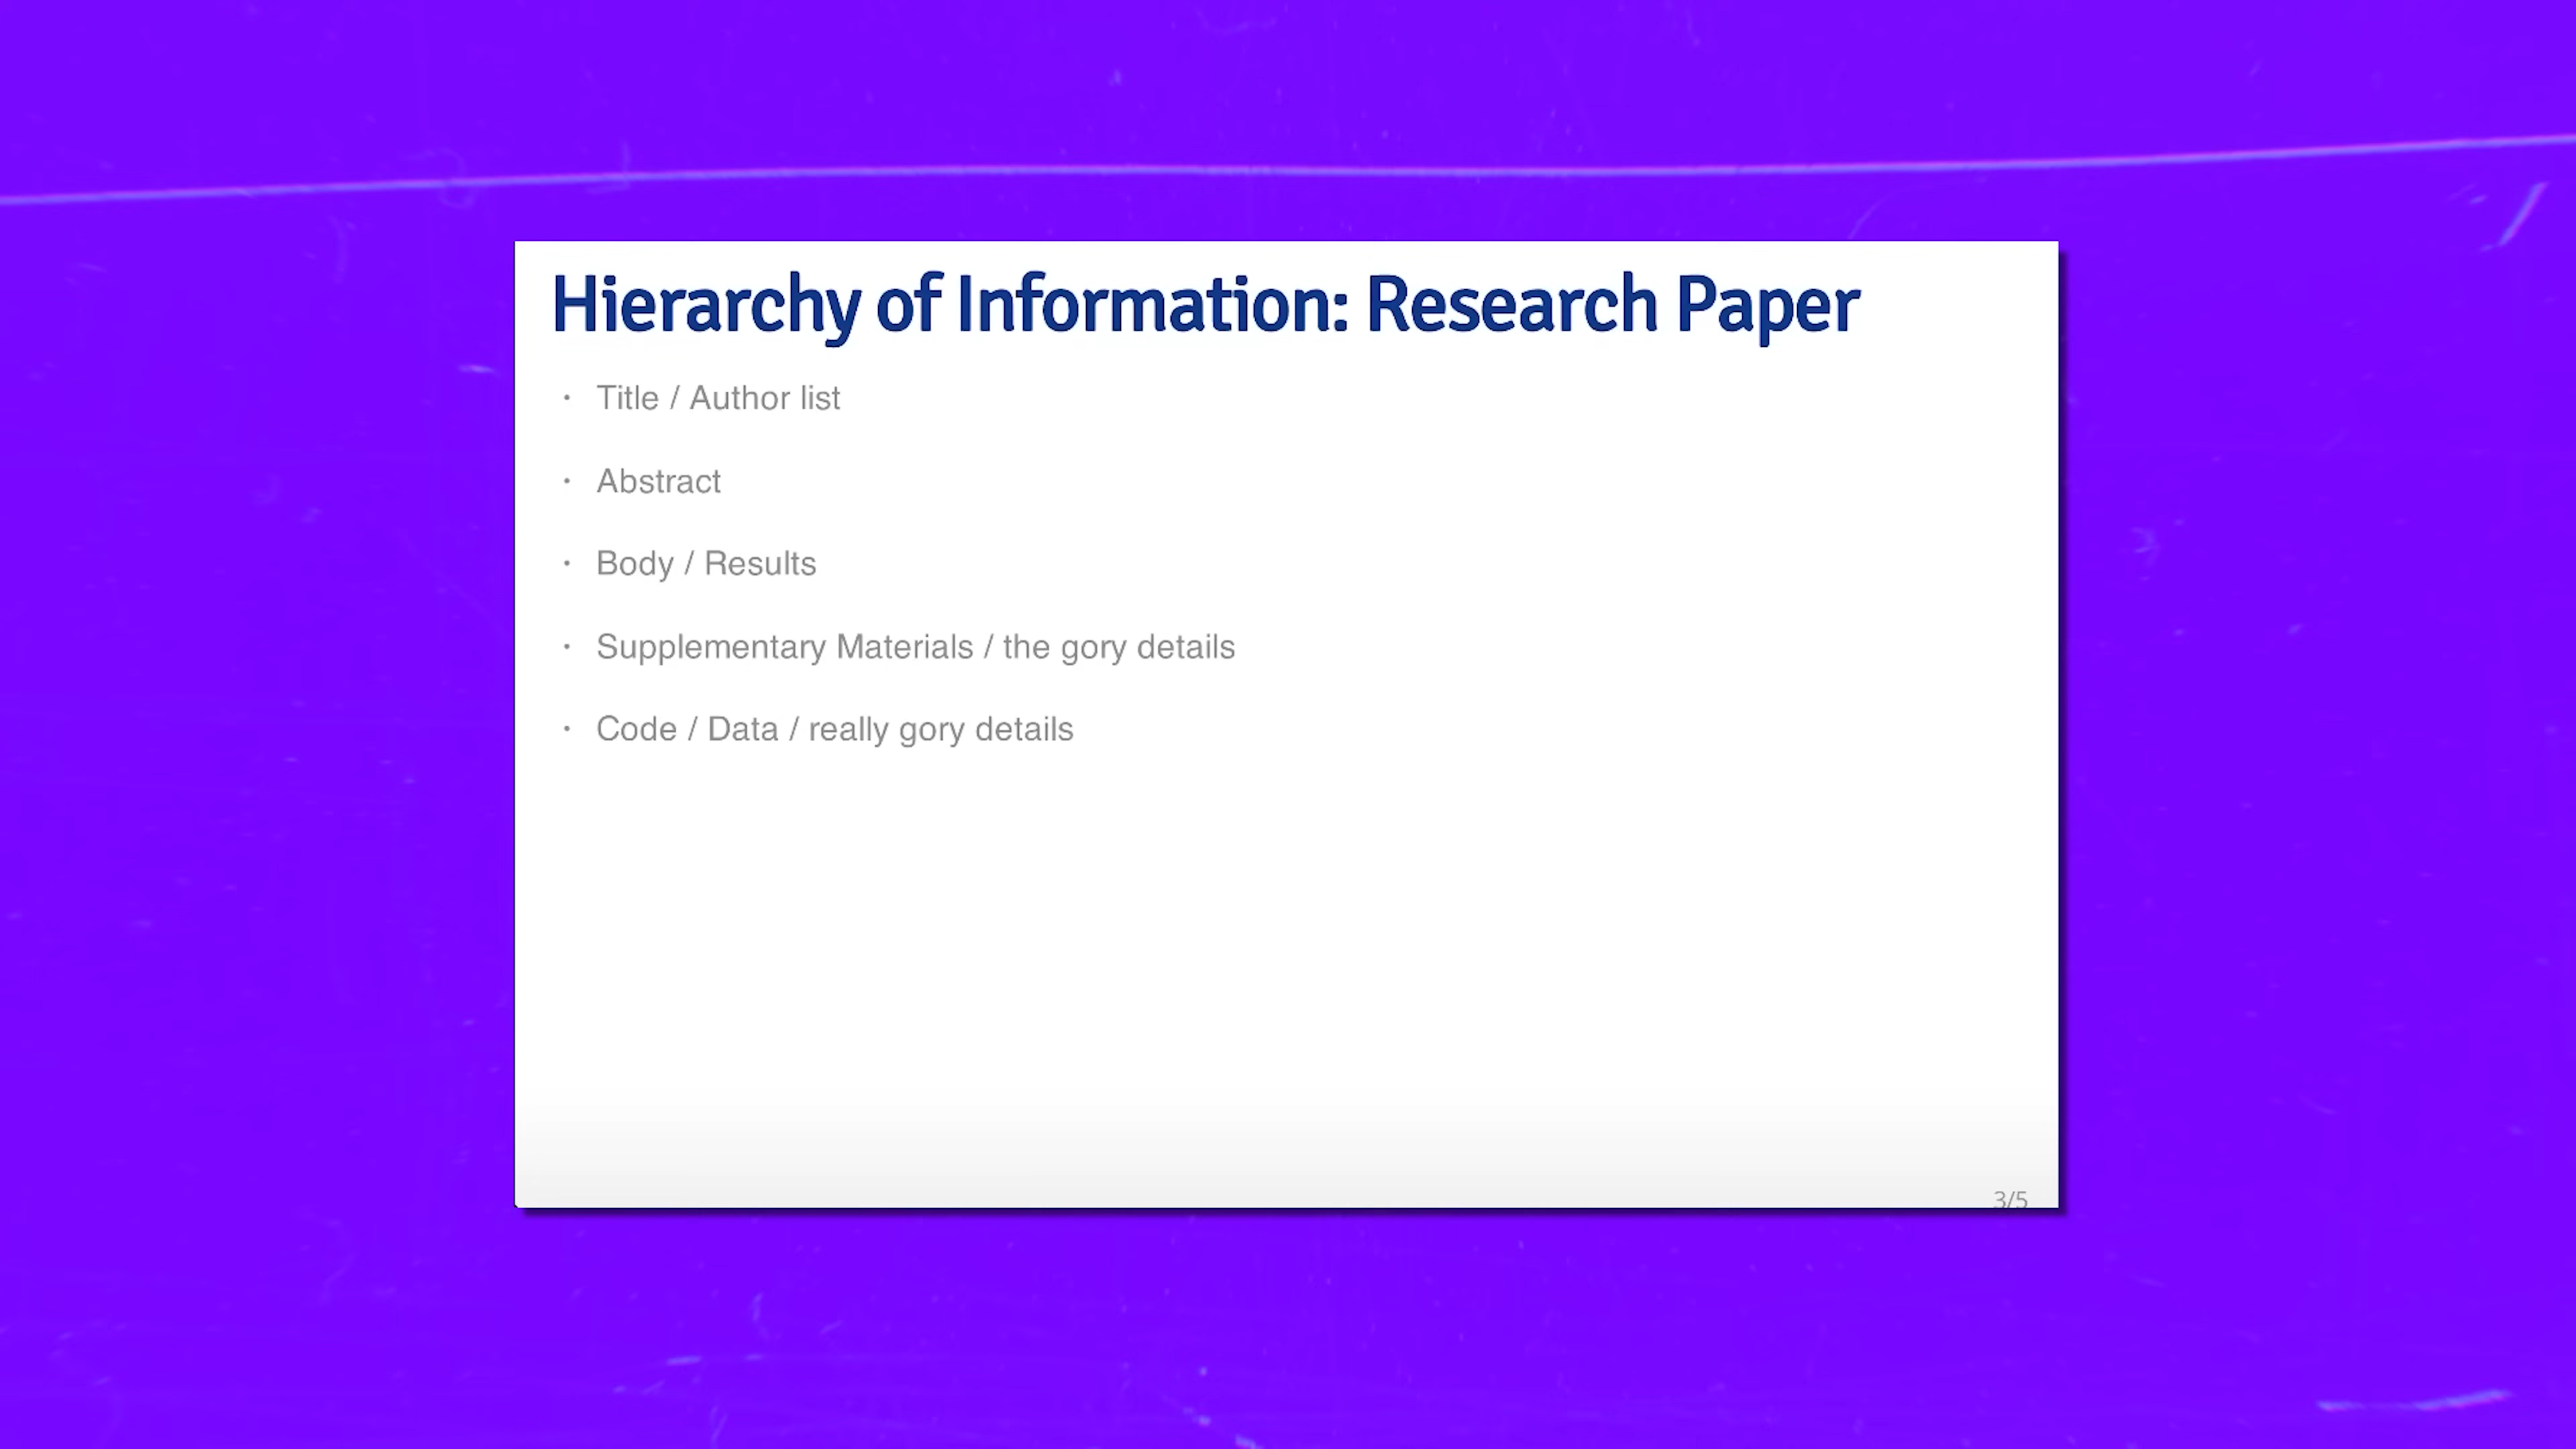 Hierarchy of Information: Research Paper
· Title / Author list
· Abstract
· Body / Results
· Supplementary Materials / the gory details
· Code / Data / really gory details
3/5